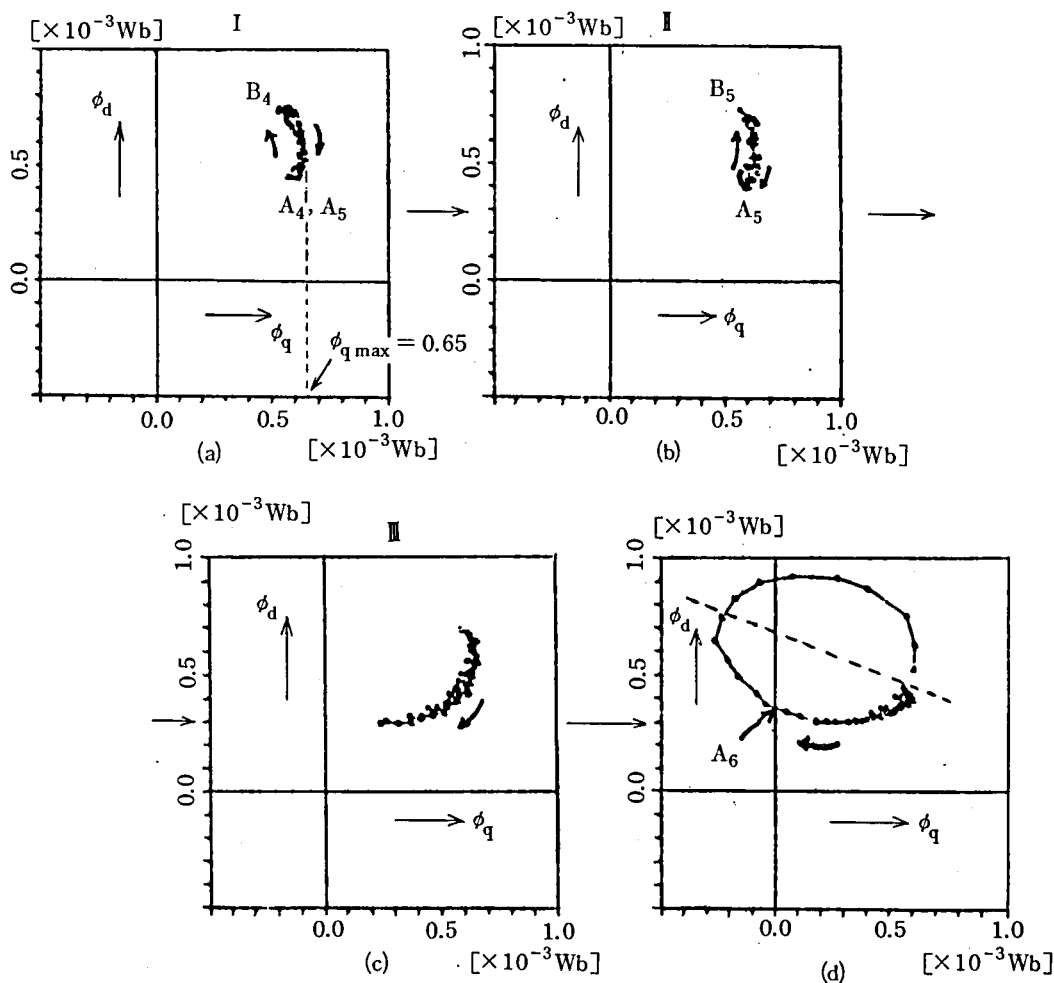 [×10⁻³Wb]
I
B₄
ϕd
A₄, A₅
0.5
0.0
ϕq
ϕq max = 0.65
0.0
0.5
1.0
(a)
[×10⁻³Wb]
[×10⁻³Wb]
II
1.0
B₅
ϕd
0.5
A₅
0.0
ϕq
0.0
0.5
1.0
(b)
[×10⁻³Wb]
[×10⁻³Wb]
III
1.0
ϕd
0.5
0.0
ϕq
0.0
0.5
1.0
(c)
[×10⁻³Wb]
[×10⁻³Wb]
1.0
ϕd
0.5
A₆
0.0
ϕq
0.0
0.5
1.0
(d)
[×10⁻³Wb]